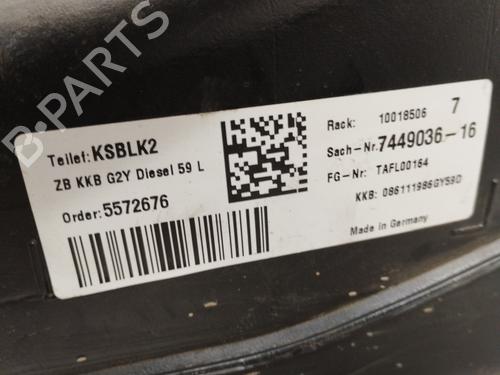 Teilet: KSBLK2
ZB KKB G2Y Diesel 59 L
Order: 5572676
Rack: 10018506 7
Sach-Nr. 7449036-16
FG-Nr: TAFL00164
KKB: 086111986GY59D
Made in Germany
B-PARTS